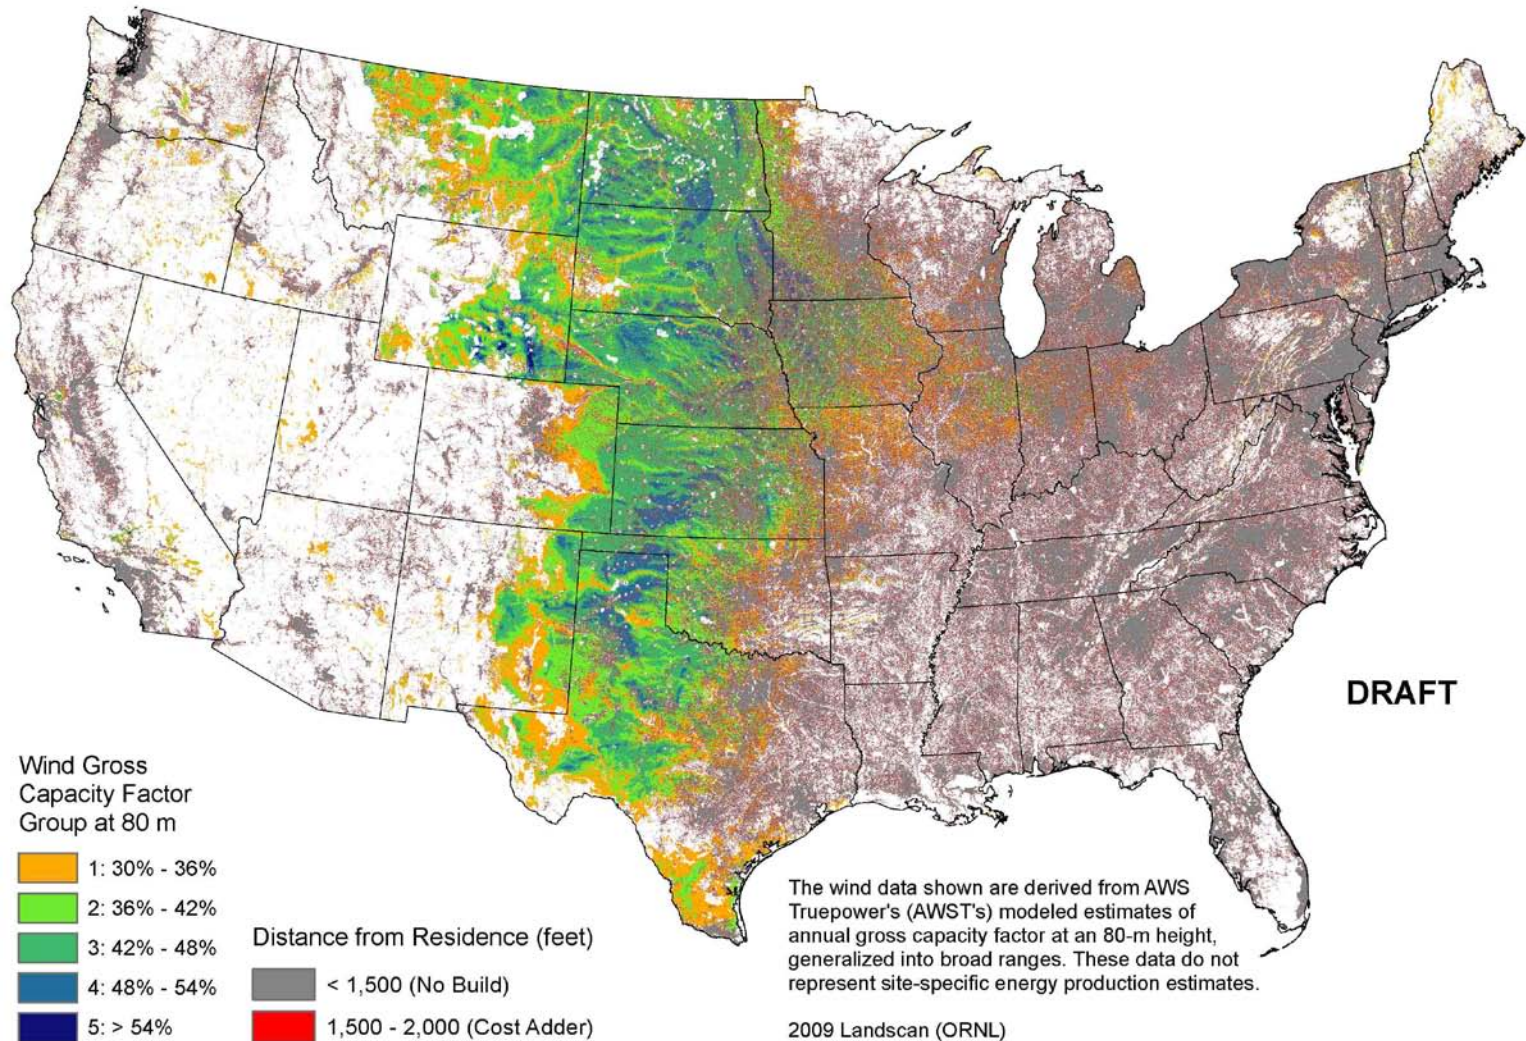 DRAFT
Wind Gross
Capacity Factor
Group at 80 m
1: 30% - 36%
2: 36% - 42%
3: 42% - 48%
4: 48% - 54%
5: > 54%
Distance from Residence (feet)
< 1,500 (No Build)
1,500 - 2,000 (Cost Adder)
The wind data shown are derived from AWS
Truepower's (AWST's) modeled estimates of
annual gross capacity factor at an 80-m height,
generalized into broad ranges. These data do not
represent site-specific energy production estimates.
2009 Landscan (ORNL)